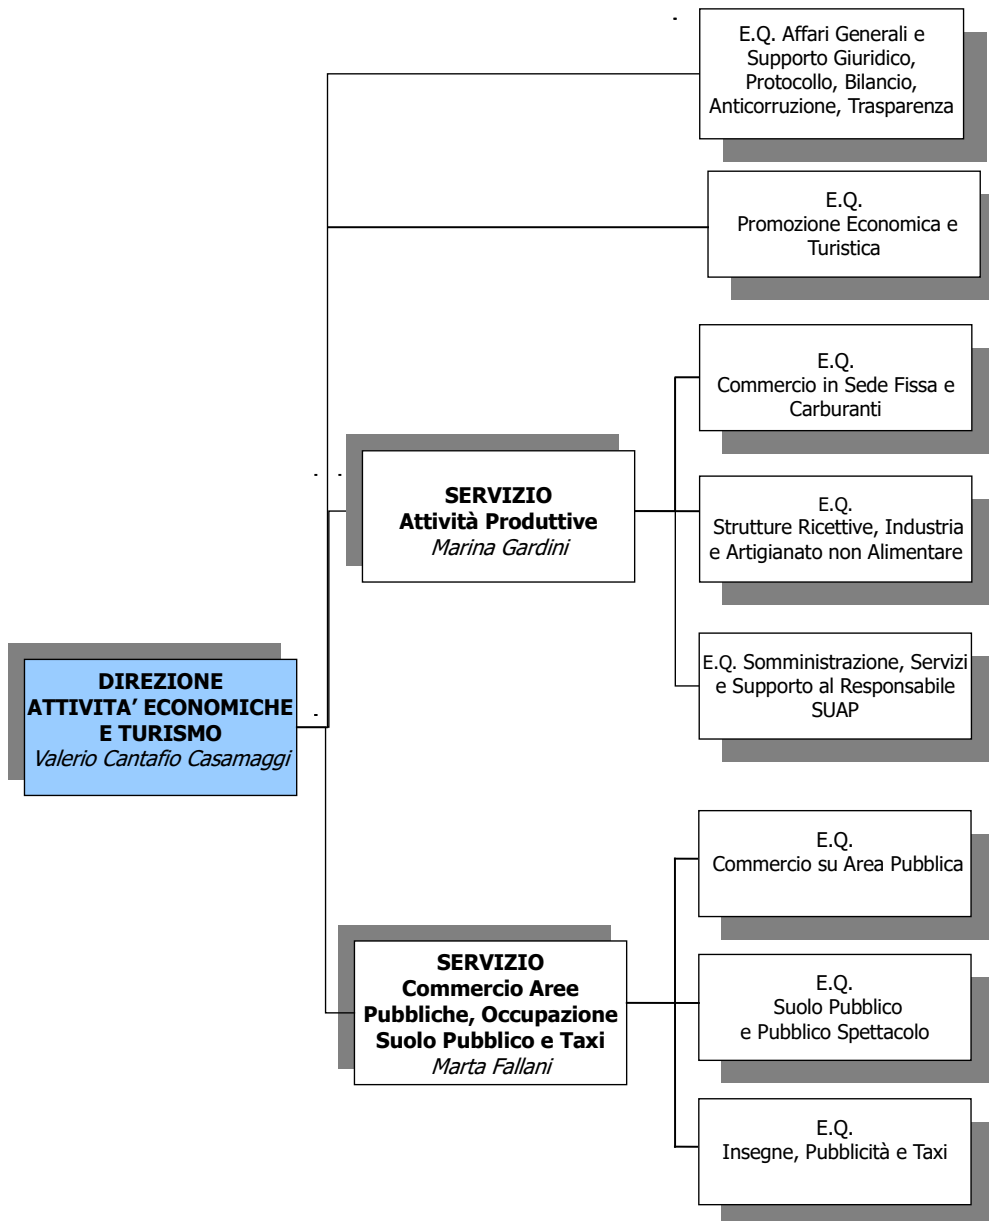 E.Q. Affari Generali e
Supporto Giuridico,
Protocollo, Bilancio,
Anticorruzione, Trasparenza
E.Q.
Promozione Economica e
Turistica
E.Q.
Commercio in Sede Fissa e
Carburanti
SERVIZIO
Attività Produttive
Marina Gardini
E.Q.
Strutture Ricettive, Industria
e Artigianato non Alimentare
E.Q. Somministrazione, Servizi
e Supporto al Responsabile
SUAP
DIREZIONE
ATTIVITA’ ECONOMICHE
E TURISMO
Valerio Cantafio Casamaggi
E.Q.
Commercio su Area Pubblica
SERVIZIO
Commercio Aree
Pubbliche, Occupazione
Suolo Pubblico e Taxi
Marta Fallani
E.Q.
Suolo Pubblico
e Pubblico Spettacolo
E.Q.
Insegne, Pubblicità e Taxi